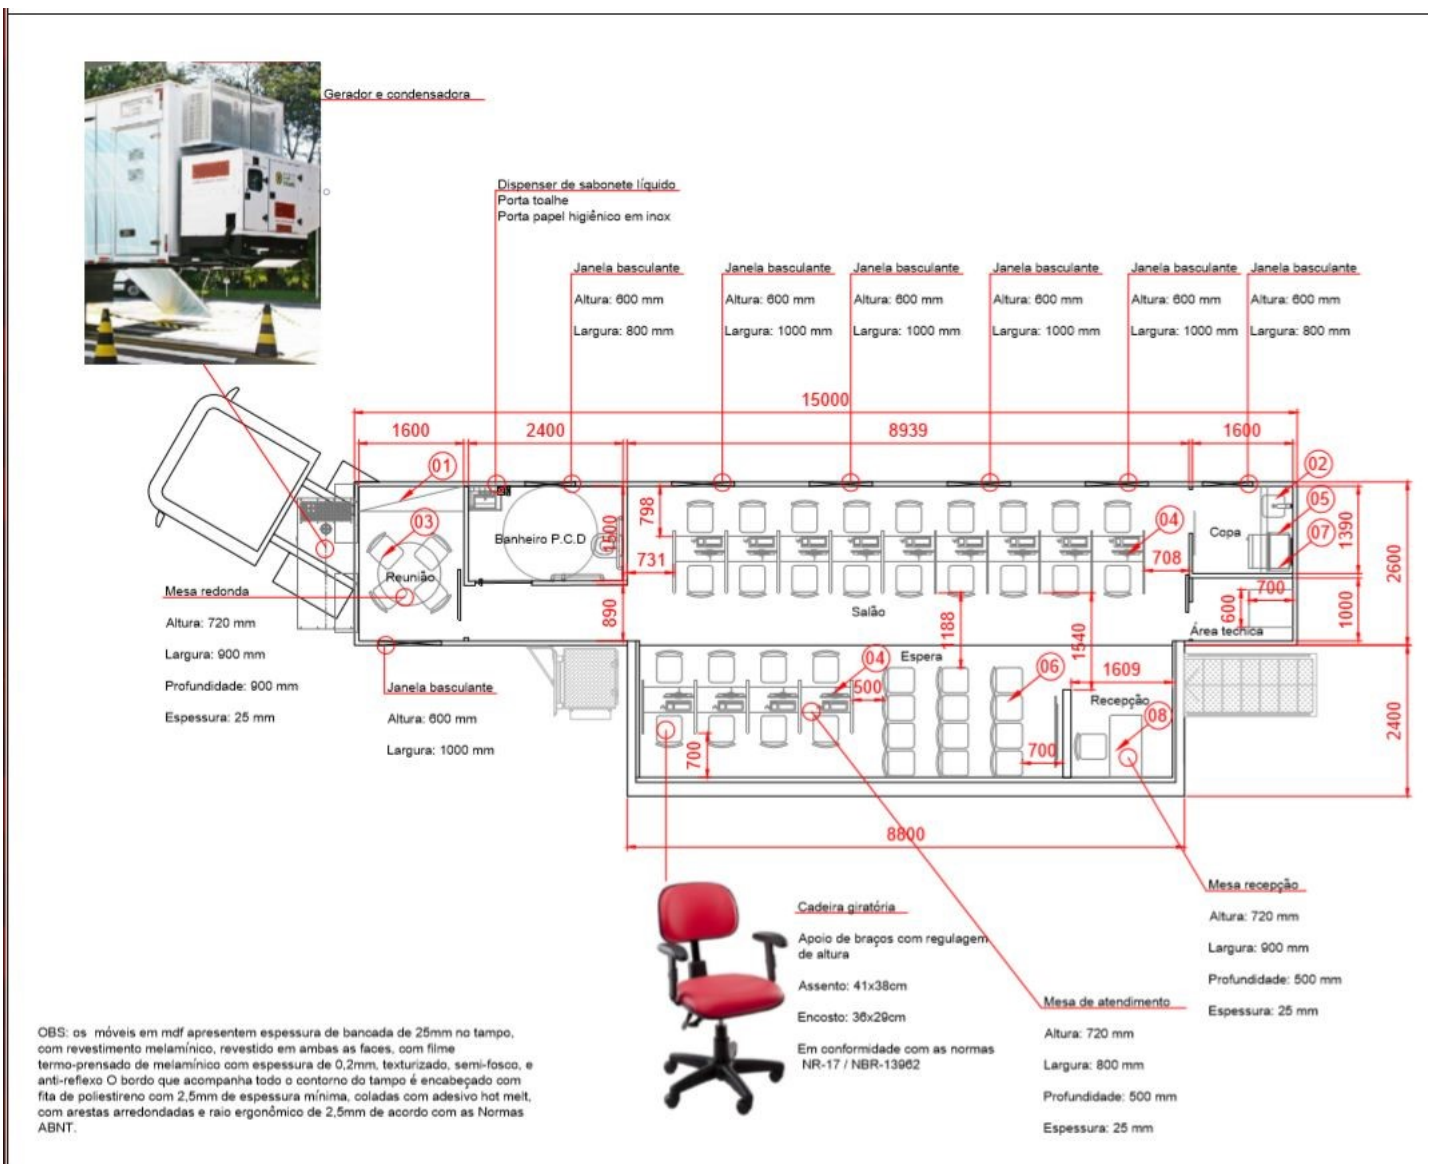 Gerador e condensadora
Dispenser de sabonete líquido
Porta toalhe
Porta papel higiênico em inox
Janela basculante
Altura: 600 mm
Largura: 800 mm
Janela basculante
Altura: 600 mm
Largura: 1000 mm
Janela basculante
Altura: 600 mm
Largura: 1000 mm
Janela basculante
Altura: 600 mm
Largura: 1000 mm
Janela basculante
Altura: 600 mm
Largura: 1000 mm
Janela basculante
Altura: 600 mm
Largura: 800 mm
15000
1600
2400
8939
1600
01
02
03
04
05
07
798
1500
731
708
1390
2600
Banheiro P.C.D
Copa
Reunião
Salão
890
1188
1540
600
700
1000
Área tecnica
Mesa redonda
Altura: 720 mm
Largura: 900 mm
Profundidade: 900 mm
Espessura: 25 mm
Janela basculante
Altura: 600 mm
Largura: 1000 mm
04
Espera
06
500
1609
Recepção
08
700
700
2400
8800
Cadeira giratória
Apoio de braços com regulagem
de altura
Assento: 41x38cm
Encosto: 36x29cm
Em conformidade com as normas
NR-17 / NBR-13962
Mesa recepção
Altura: 720 mm
Largura: 900 mm
Profundidade: 500 mm
Espessura: 25 mm
Mesa de atendimento
Altura: 720 mm
Largura: 800 mm
Profundidade: 500 mm
Espessura: 25 mm
OBS: os móveis em mdf apresentem espessura de bancada de 25mm no tampo,
com revestimento melamínico, revestido em ambas as faces, com filme
termo-prensado de melamínico com espessura de 0,2mm, texturizado, semi-fosco, e
anti-reflexo O bordo que acompanha todo o contorno do tampo é encabeçado com
fita de poliestireno com 2,5mm de espessura mínima, coladas com adesivo hot melt,
com arestas arredondadas e raio ergonômico de 2,5mm de acordo com as Normas
ABNT.